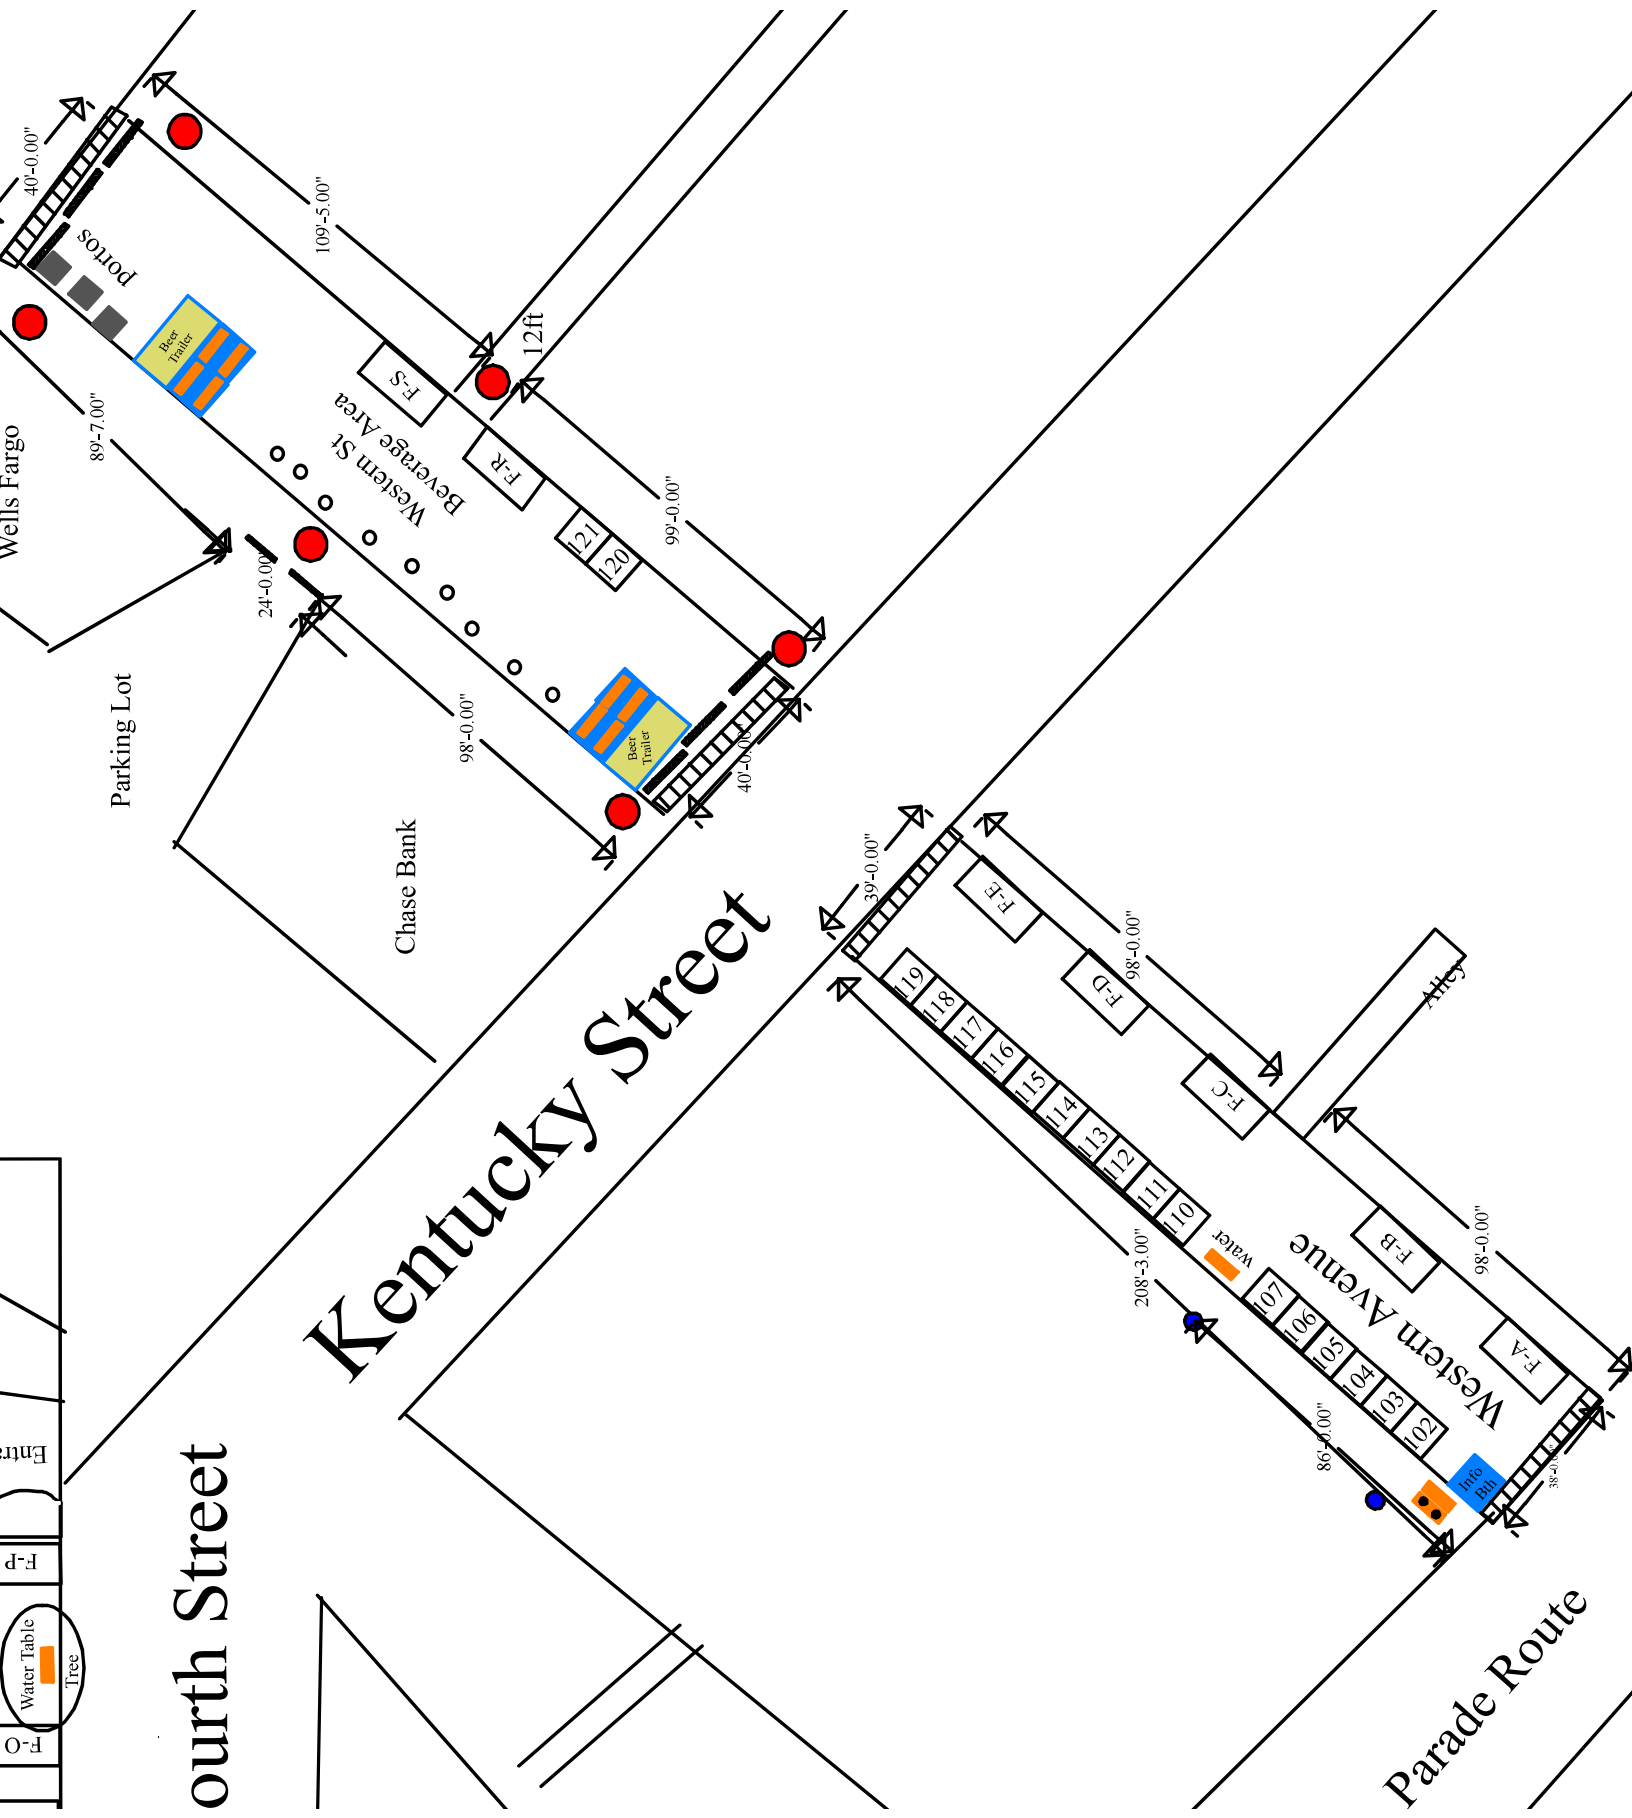 40'-0.00"
109'-5.00"
portos
Beer
Trailer
12ft
F-S
Western St
Beverage Area
F-R
89'-7.00"
Wells Fargo
99'-0.00"
121
120
24'-0.00"
Parking Lot
98'-0.00"
Beer
Trailer
40'-0.00"
Chase Bank
39'-0.00"
Kentucky Street
F-E
98'-0.00"
F-D
Alley
F-C
119
118
117
116
115
114
113
112
111
110
water
208'-3.00"
107
106
105
104
103
102
Western Avenue
F-B
98'-0.00"
F-A
86'-0.00"
Info
Bth
Entra
F-P
Water Table
Tree
F-O
ourth Street
Parade Route